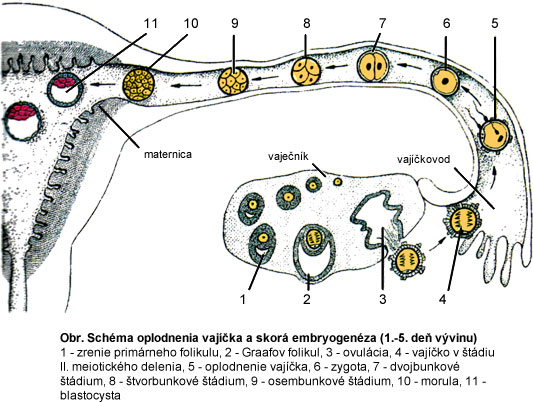 11 10 9 8 7 6 5
maternica
vaječník
vajíčkovod
1 2 3 4
Obr. Schéma oplodnenia vajíčka a skorá embryogenéza (1.-5. deň vývinu)
1 - zrenie primárneho folikulu, 2 - Graafov folikul, 3 - ovulácia, 4 - vajíčko v štádiu
II. meiotického delenia, 5 - oplodnenie vajíčka, 6 - zygota, 7 - dvojbunkové
štádium, 8 - štvorbunkové štádium, 9 - osembunkové štádium, 10 - morula, 11 -
blastocysta